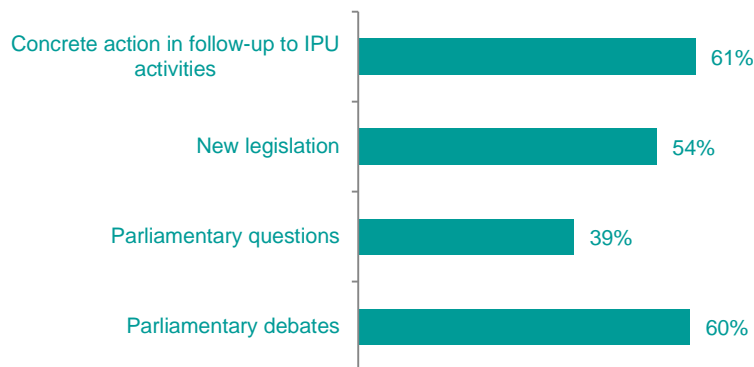 Concrete action in follow-up to IPU
activities
61%
New legislation
54%
Parliamentary questions
39%
Parliamentary debates
60%